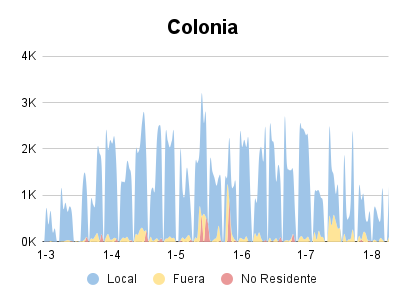 Colonia
4K
3K
2K
1K
0K
1-3 1-4 1-5 1-6 1-7 1-8
Local Fuera No Residente